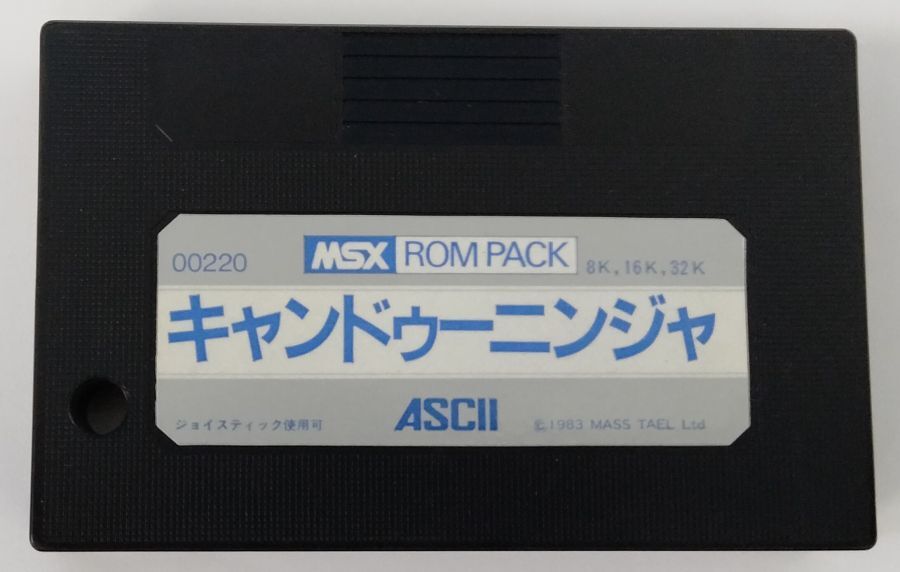 00220 MSX ROM PACK 8K, 16K, 32K
キャンドゥーニンジャ
ジョイスティック使用可 ASCII ©1983 MASS TAEL Ltd